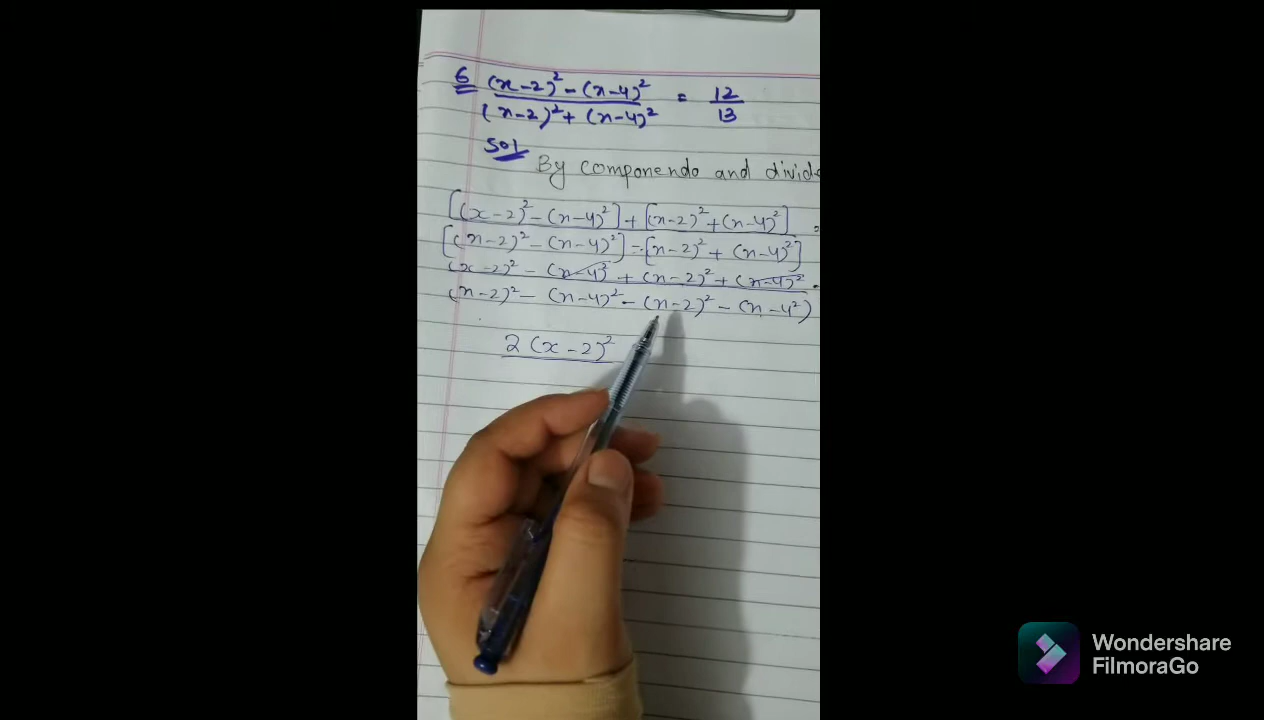 6 (x-2)² - (x-4)² = 12
(x-2)² + (x-4)² 13
Sol
By componendo and divide
[(x-2)² - (x-4)²] + [(x-2)² + (x-4)²] =
[(x-2)² - (x-4)²] - [(x-2)² + (x-4)²]
(x-2)² - (x-4)² + (x-2)² + (x-4)² =
(x-2)² - (x-4)² - (x-2)² - (x-4²)
2 (x-2)²
Wondershare
FilmoraGo